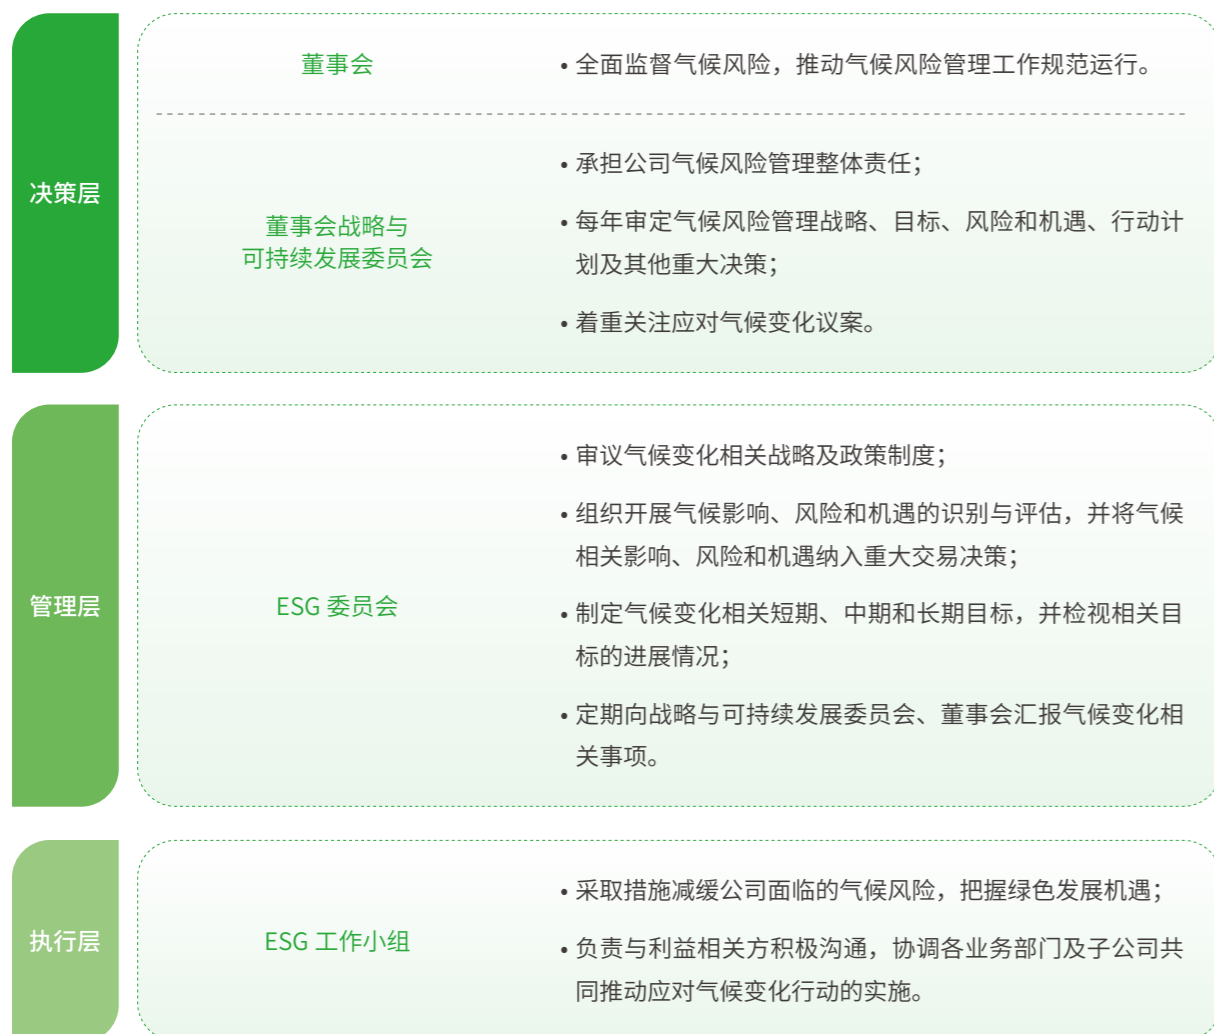 决策层
董事会
• 全面监督气候风险，推动气候风险管理工作规范运行。
董事会战略与
可持续发展委员会
• 承担公司气候风险管理整体责任；
• 每年审定气候风险管理战略、目标、风险和机遇、行动计
划及其他重大决策；
• 着重关注应对气候变化议案。
管理层
ESG 委员会
• 审议气候变化相关战略及政策制度；
• 组织开展气候影响、风险和机遇的识别与评估，并将气候
相关影响、风险和机遇纳入重大交易决策；
• 制定气候变化相关短期、中期和长期目标，并检视相关目
标的进展情况；
• 定期向战略与可持续发展委员会、董事会汇报气候变化相
关事项。
执行层
ESG 工作小组
• 采取措施减缓公司面临的气候风险，把握绿色发展机遇；
• 负责与利益相关方积极沟通，协调各业务部门及子公司共
同推动应对气候变化行动的实施。